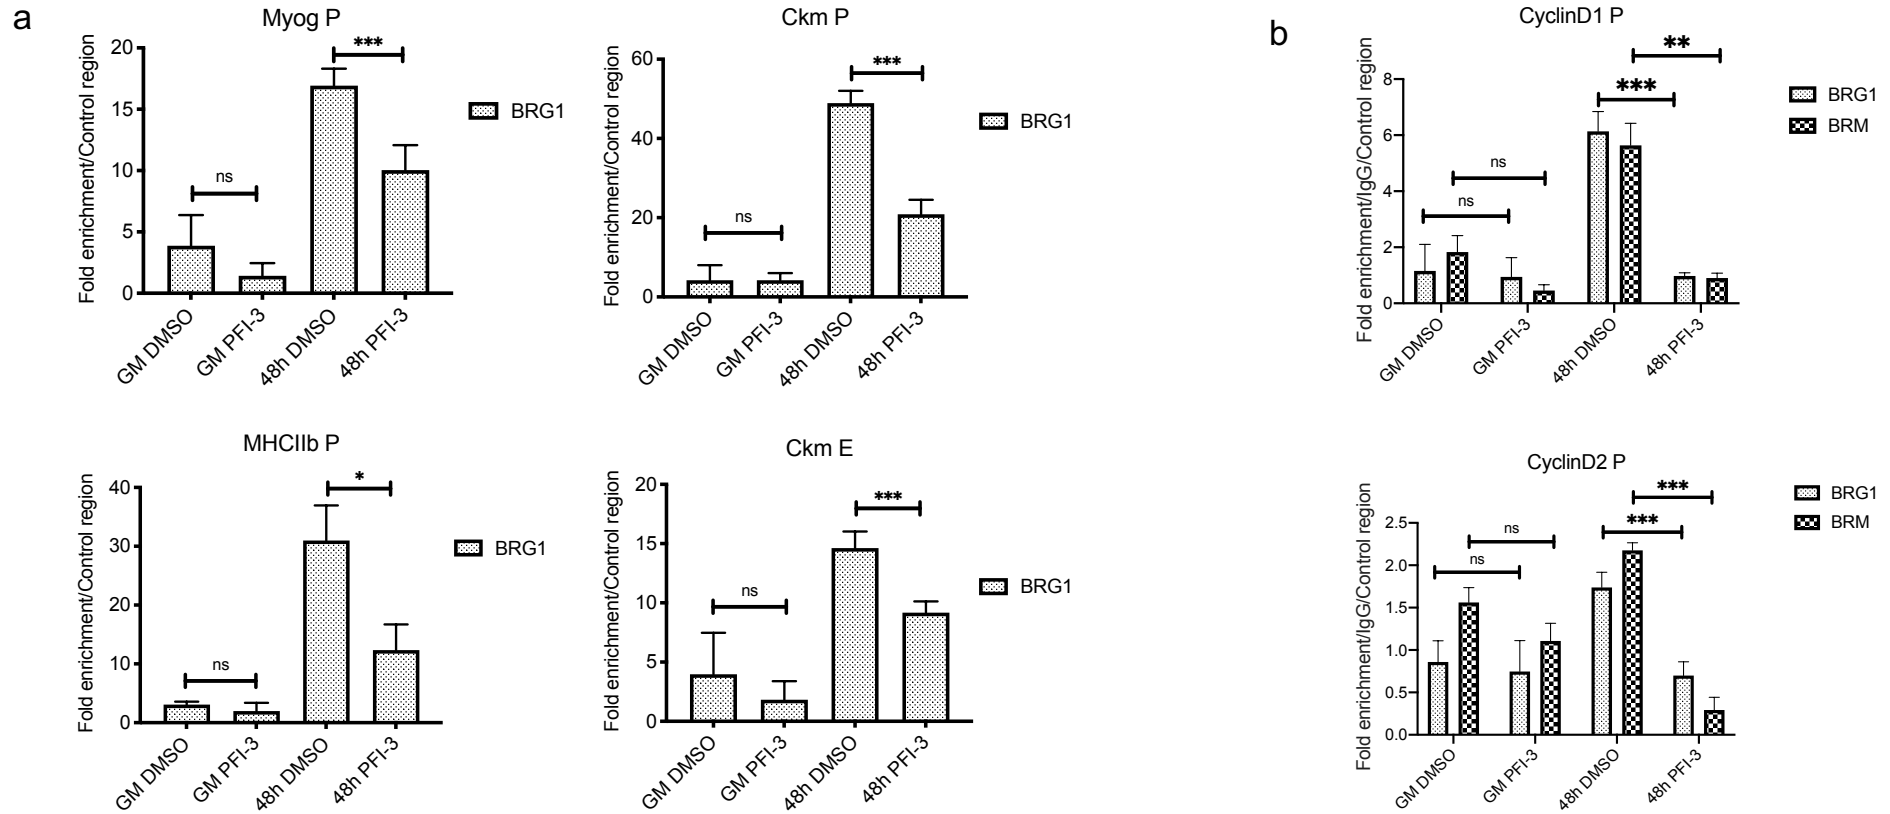 a
Myog P
Fold enrichment/Control region
20
15
10
5
0
***
ns
BRG1
GM DMSO
GM PFI-3
48h DMSO
48h PFI-3
Ckm P
Fold enrichment/Control region
60
40
20
0
***
ns
BRG1
GM DMSO
GM PFI-3
48h DMSO
48h PFI-3
MHCIIb P
Fold enrichment/Control region
40
30
20
10
0
*
ns
BRG1
GM DMSO
GM PFI-3
48h DMSO
48h PFI-3
Ckm E
Fold enrichment/Control region
20
15
10
5
0
***
ns
BRG1
GM DMSO
GM PFI-3
48h DMSO
48h PFI-3
b
CyclinD1 P
Fold enrichment/IgG/Control region
8
6
4
2
0
**
***
ns
ns
BRG1
BRM
GM DMSO
GM PFI-3
48h DMSO
48h PFI-3
CyclinD2 P
Fold enrichment/IgG/Control region
2.5
2.0
1.5
1.0
0.5
0.0
***
***
ns
ns
BRG1
BRM
GM DMSO
GM PFI-3
48h DMSO
48h PFI-3